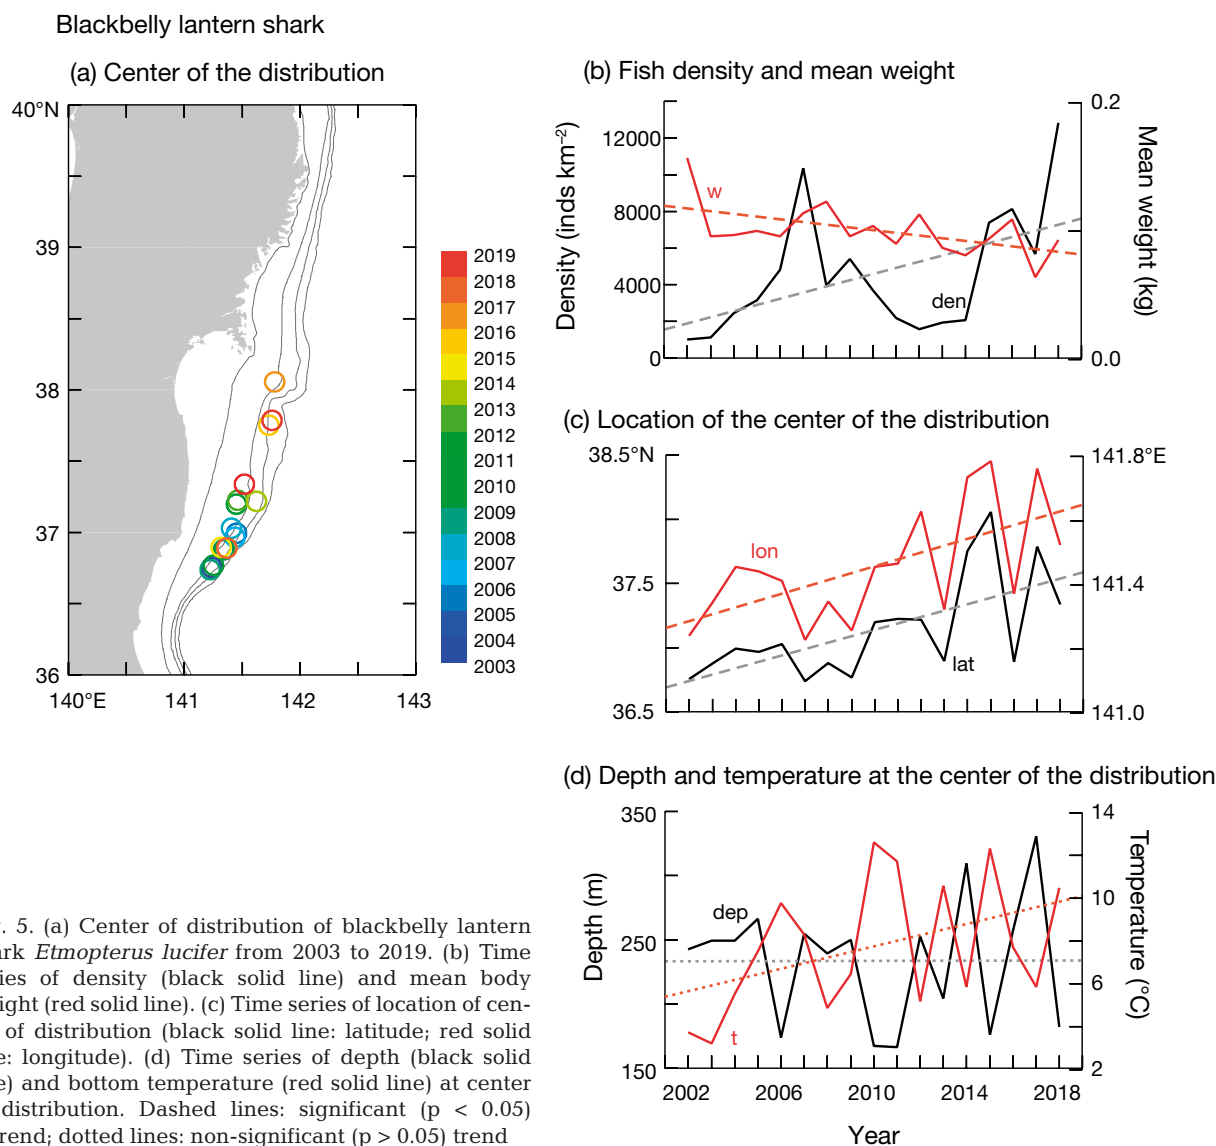 Blackbelly lantern shark
(a) Center of the distribution
40°N
39
38
37
36
140°E
141
142
143
2019
2018
2017
2016
2015
2014
2013
2012
2011
2010
2009
2008
2007
2006
2005
2004
2003
(b) Fish density and mean weight
Density (inds km⁻²)
12000
8000
4000
0
w
den
0.2
0.0
Mean weight (kg)
(c) Location of the center of the distribution
38.5°N
37.5
36.5
lon
lat
141.8°E
141.4
141.0
(d) Depth and temperature at the center of the distribution
Depth (m)
350
250
150
dep
t
14
10
6
2
Temperature (°C)
2002
2006
2010
2014
2018
Year
. 5. (a) Center of distribution of blackbelly lantern
ark Etmopterus lucifer from 2003 to 2019. (b) Time
ies of density (black solid line) and mean body
ight (red solid line). (c) Time series of location of cen-
of distribution (black solid line: latitude; red solid
e: longitude). (d) Time series of depth (black solid
e) and bottom temperature (red solid line) at center
distribution. Dashed lines: significant (p < 0.05)
rend; dotted lines: non-significant (p > 0.05) trend